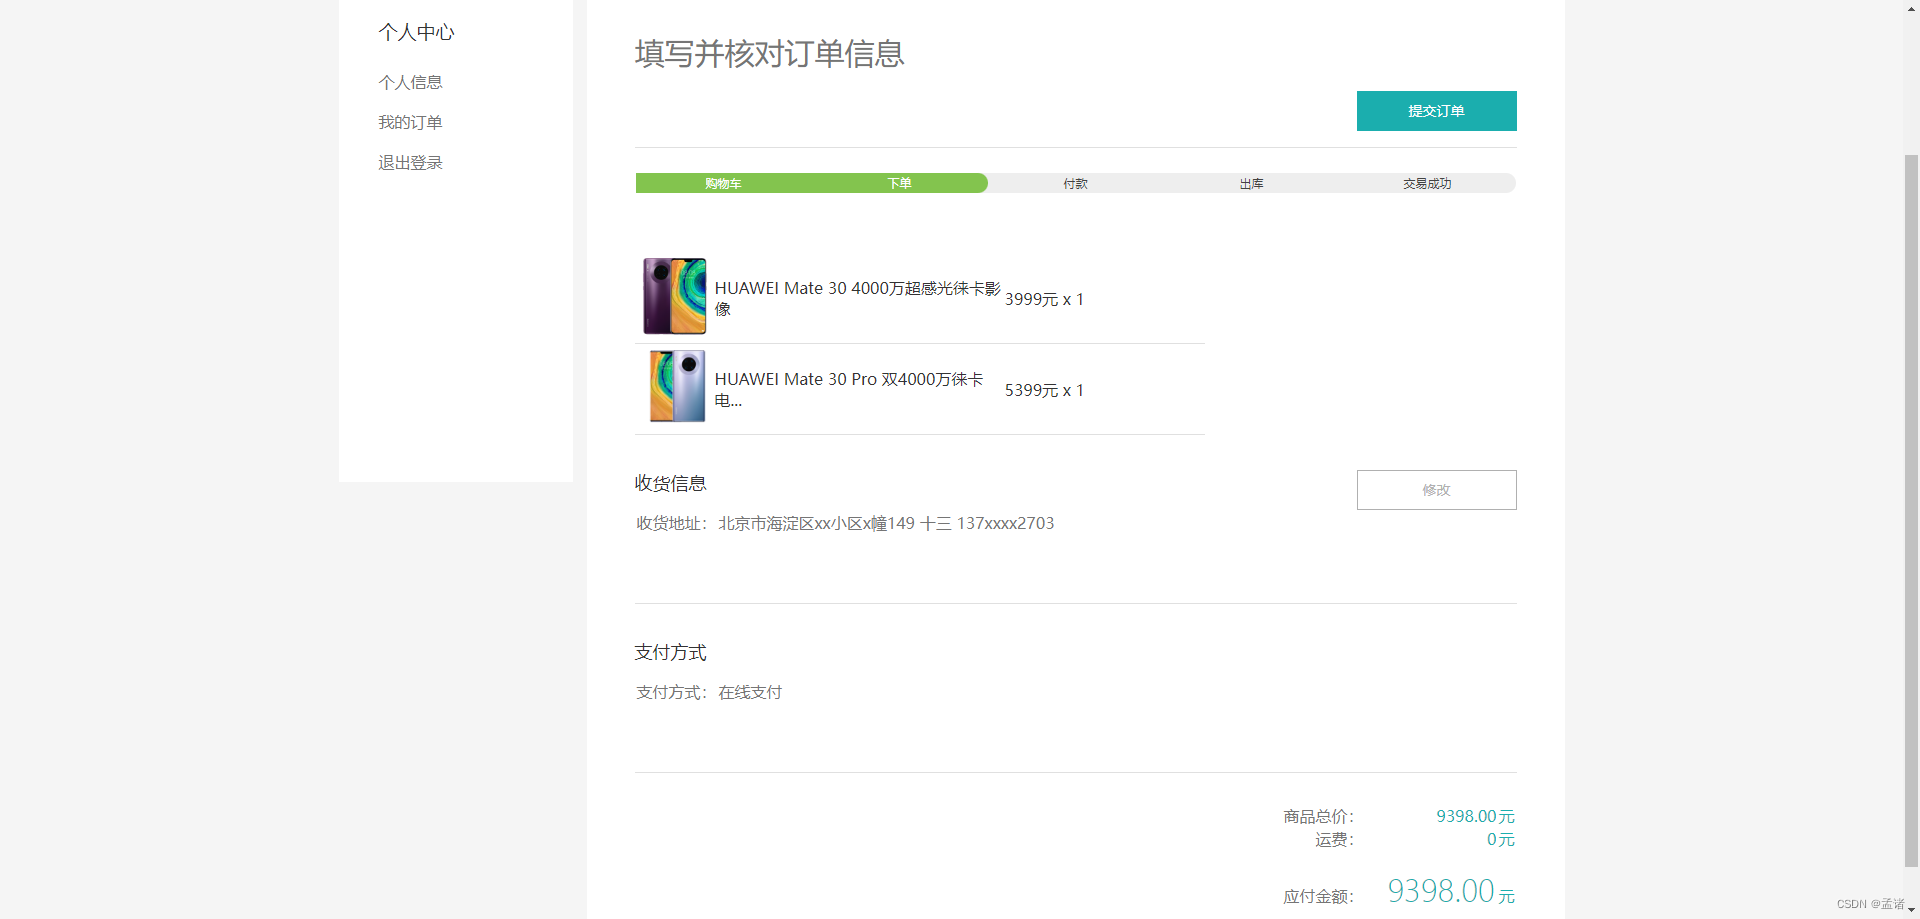 个人中心
个人信息
我的订单
退出登录
填写并核对订单信息
提交订单
购物车 下单 付款 出库 交易成功
HUAWEI Mate 30 4000万超感光徕卡影
像
3999元 x 1
HUAWEI Mate 30 Pro 双4000万徕卡
电...
5399元 x 1
收货信息
修改
收货地址： 北京市海淀区xx小区x幢149 十三 137xxxx2703
支付方式
支付方式： 在线支付
商品总价： 9398.00元
运费： 0元
应付金额： 9398.00元
CSDN @孟诸